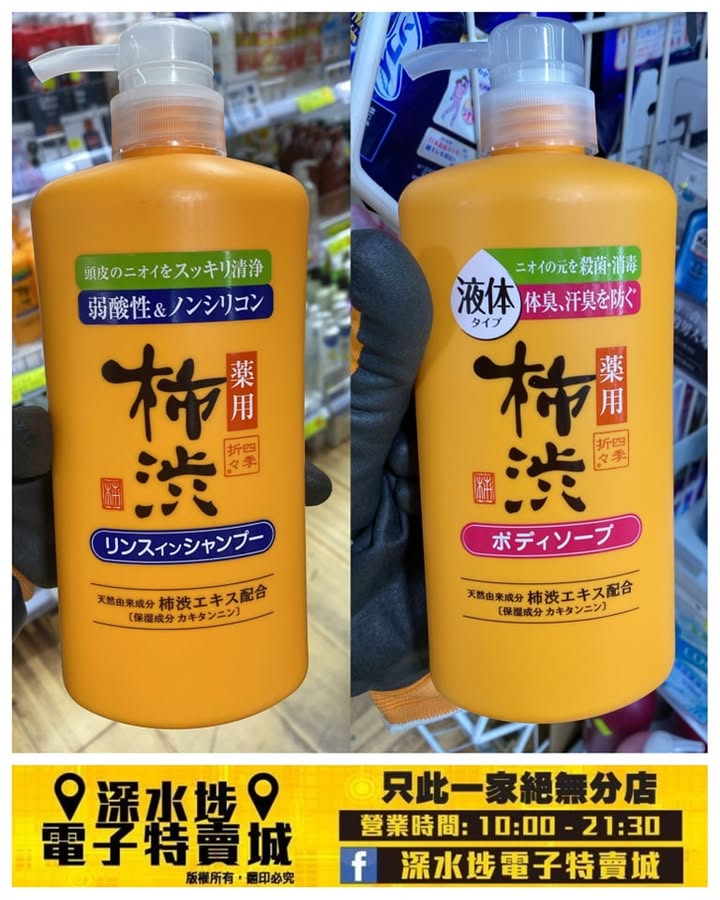 頭皮のニオイをスッキリ清浄
弱酸性&ノンシリコン
薬用
柿渋
四季
折々
リンスインシャンプー
天然由来成分 柿渋エキス配合
〔保湿成分 カキタンニン〕
ニオイの元を殺菌・消毒
液体
タイプ
体臭、汗臭を防ぐ
薬用
柿渋
四季
折々
ボディソープ
天然由来成分 柿渋エキス配合
〔保湿成分 カキタンニン〕
深水埗
電子特賣城
版權所有,翻印必究
只此一家絕無分店
營業時間: 10:00 - 21:30
f 深水埗電子特賣城